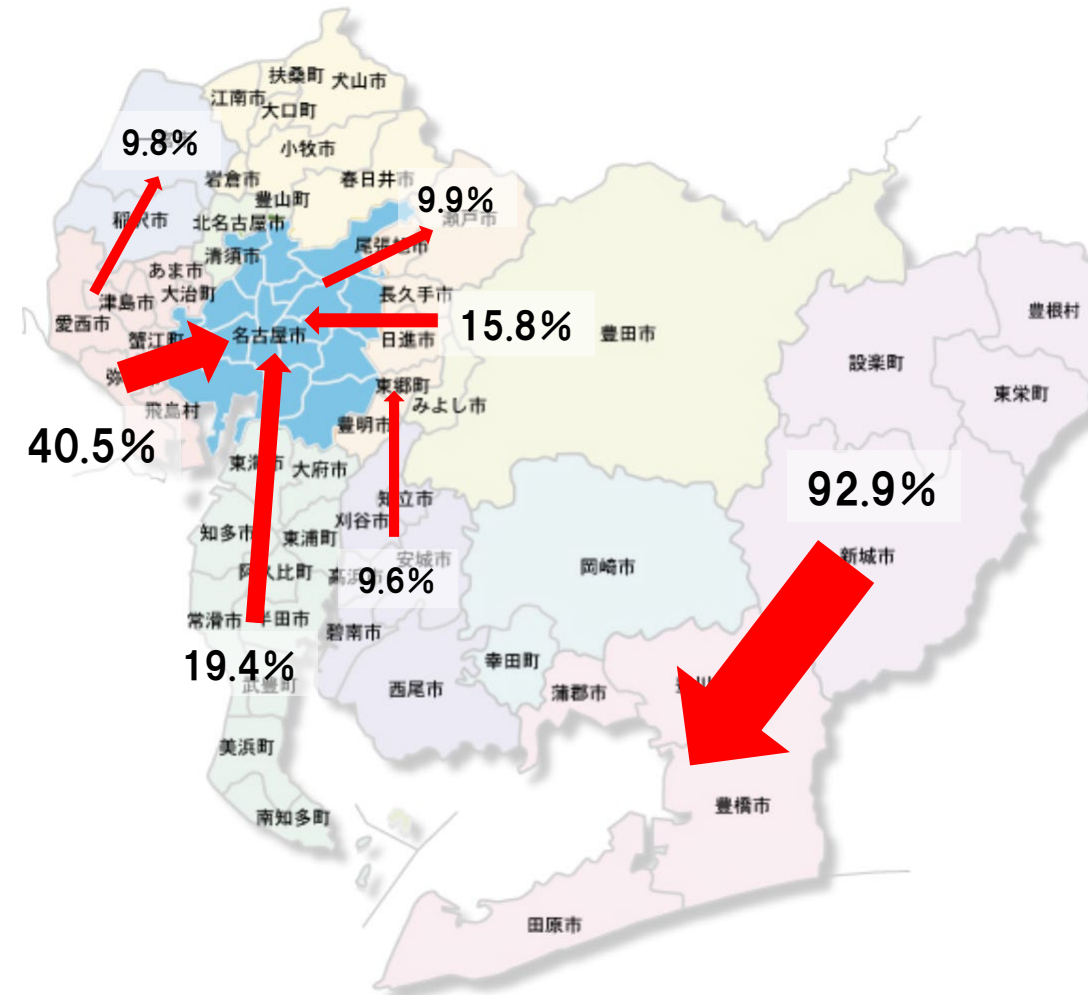 扶桑町
犬山市
江南市
大口町
9.8%
小牧市
岩倉市
春日井市
豊山町
9.9%
稲沢市
北名古屋市
瀬戸市
尾張旭市
清須市
あま市
津島市
大治町
長久手市
愛西市
豊根村
蟹江町
名古屋市
日進市
15.8%
豊田市
設楽町
東郷町
東栄町
みよし市
飛島村
豊明市
40.5%
東海市
大府市
92.9%
知立市
刈谷市
知多市
東浦町
安城市
新城市
阿久比町
岡崎市
9.6%
常滑市
半田市
碧南市
19.4%
幸田町
武豊町
西尾市
蒲郡市
美浜町
豊橋市
南知多町
田原市